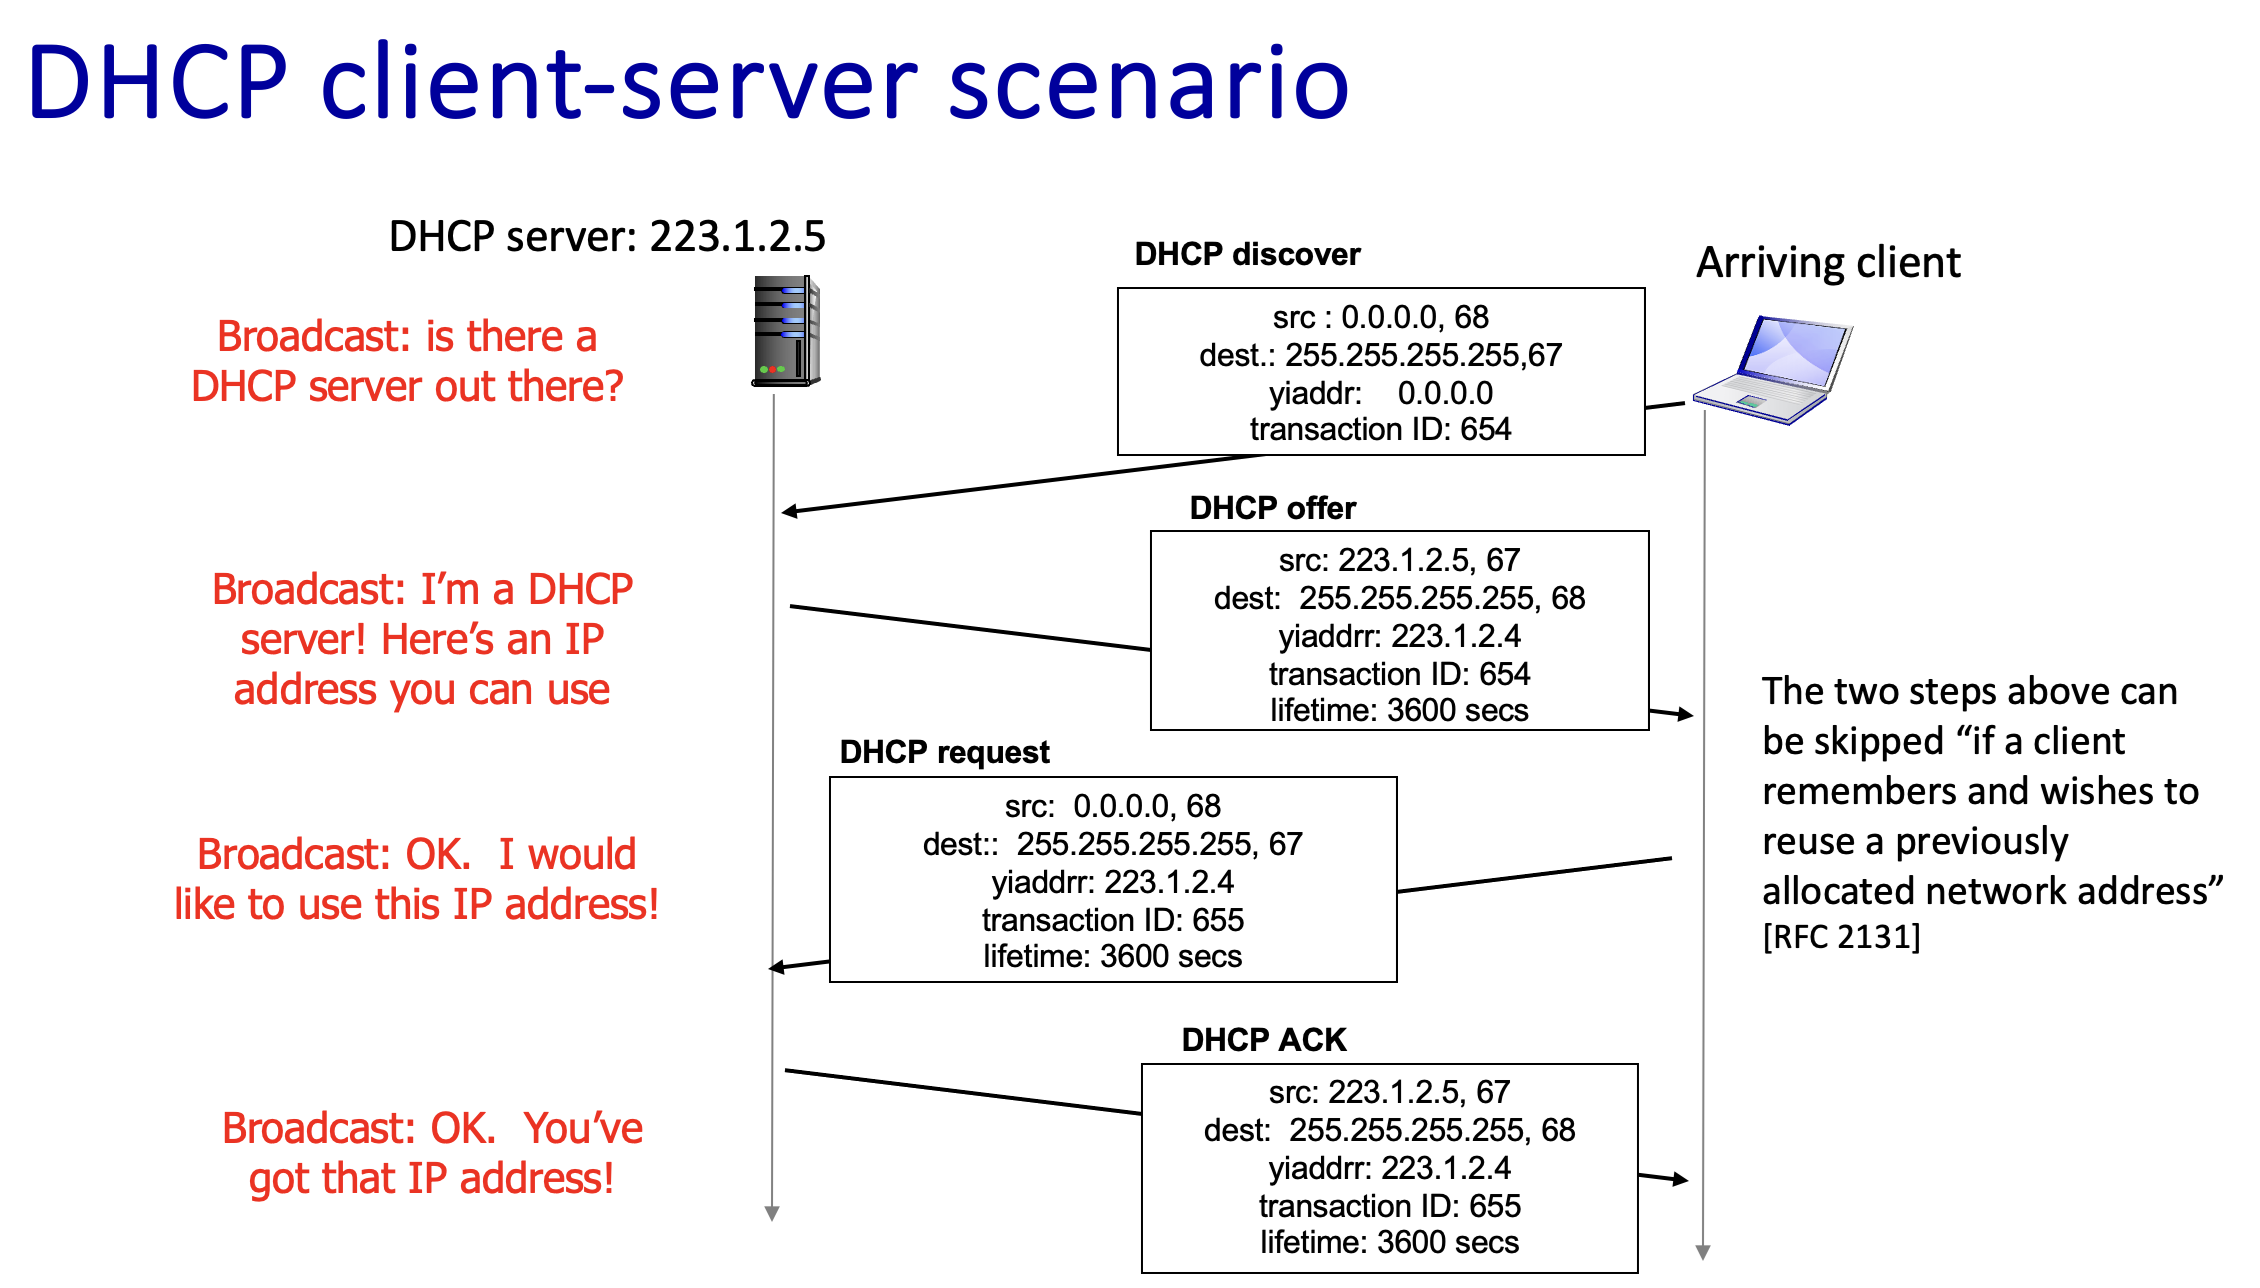 DHCP client-server scenario
DHCP server: 223.1.2.5
Arriving client
Broadcast: is there a
DHCP server out there?
DHCP discover
src : 0.0.0.0, 68
dest.: 255.255.255.255,67
yiaddr: 0.0.0.0
transaction ID: 654
Broadcast: I’m a DHCP
server! Here’s an IP
address you can use
DHCP offer
src: 223.1.2.5, 67
dest: 255.255.255.255, 68
yiaddrr: 223.1.2.4
transaction ID: 654
lifetime: 3600 secs
The two steps above can
be skipped “if a client
remembers and wishes to
reuse a previously
allocated network address”
[RFC 2131]
Broadcast: OK. I would
like to use this IP address!
DHCP request
src: 0.0.0.0, 68
dest:: 255.255.255.255, 67
yiaddrr: 223.1.2.4
transaction ID: 655
lifetime: 3600 secs
Broadcast: OK. You’ve
got that IP address!
DHCP ACK
src: 223.1.2.5, 67
dest: 255.255.255.255, 68
yiaddrr: 223.1.2.4
transaction ID: 655
lifetime: 3600 secs